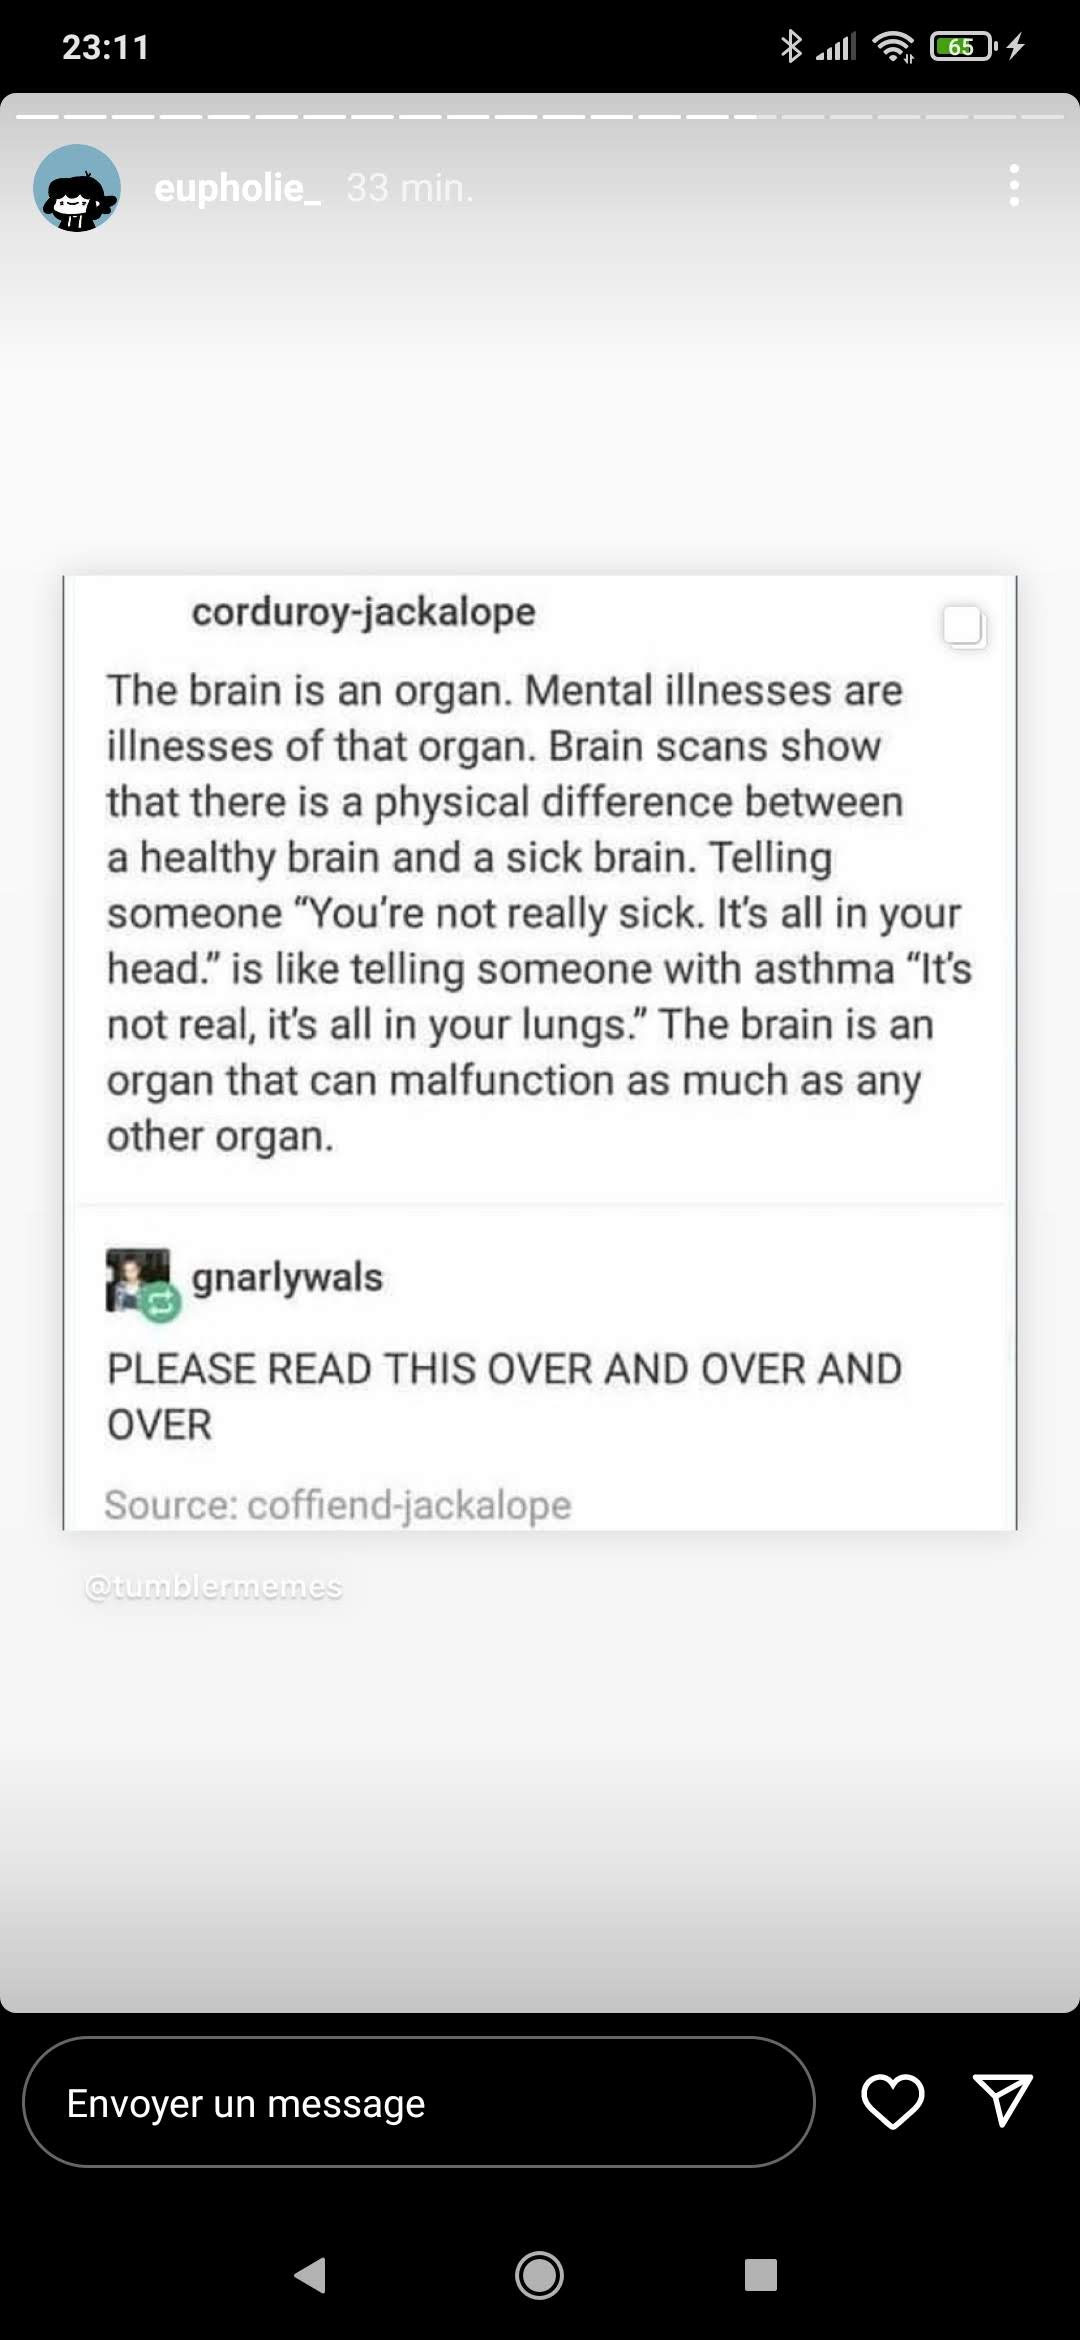 23:11
65
eupholie_ 33 min.
corduroy-jackalope
The brain is an organ. Mental illnesses are
illnesses of that organ. Brain scans show
that there is a physical difference between
a healthy brain and a sick brain. Telling
someone “You’re not really sick. It’s all in your
head.” is like telling someone with asthma “It’s
not real, it’s all in your lungs.” The brain is an
organ that can malfunction as much as any
other organ.
gnarlywals
PLEASE READ THIS OVER AND OVER AND
OVER
Source: coffiend-jackalope
@tumblermemes
Envoyer un message